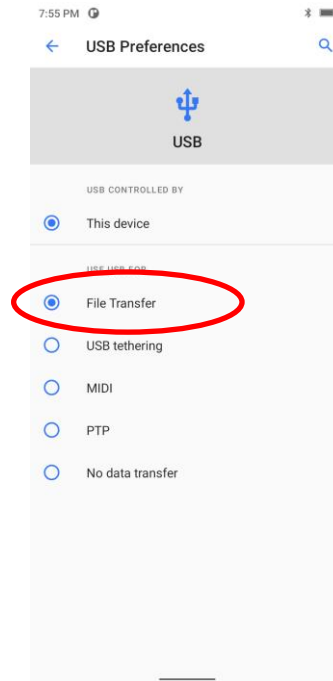 7:55 PM
USB Preferences
USB
USB CONTROLLED BY
This device
USE USB FOR
File Transfer
USB tethering
MIDI
PTP
No data transfer